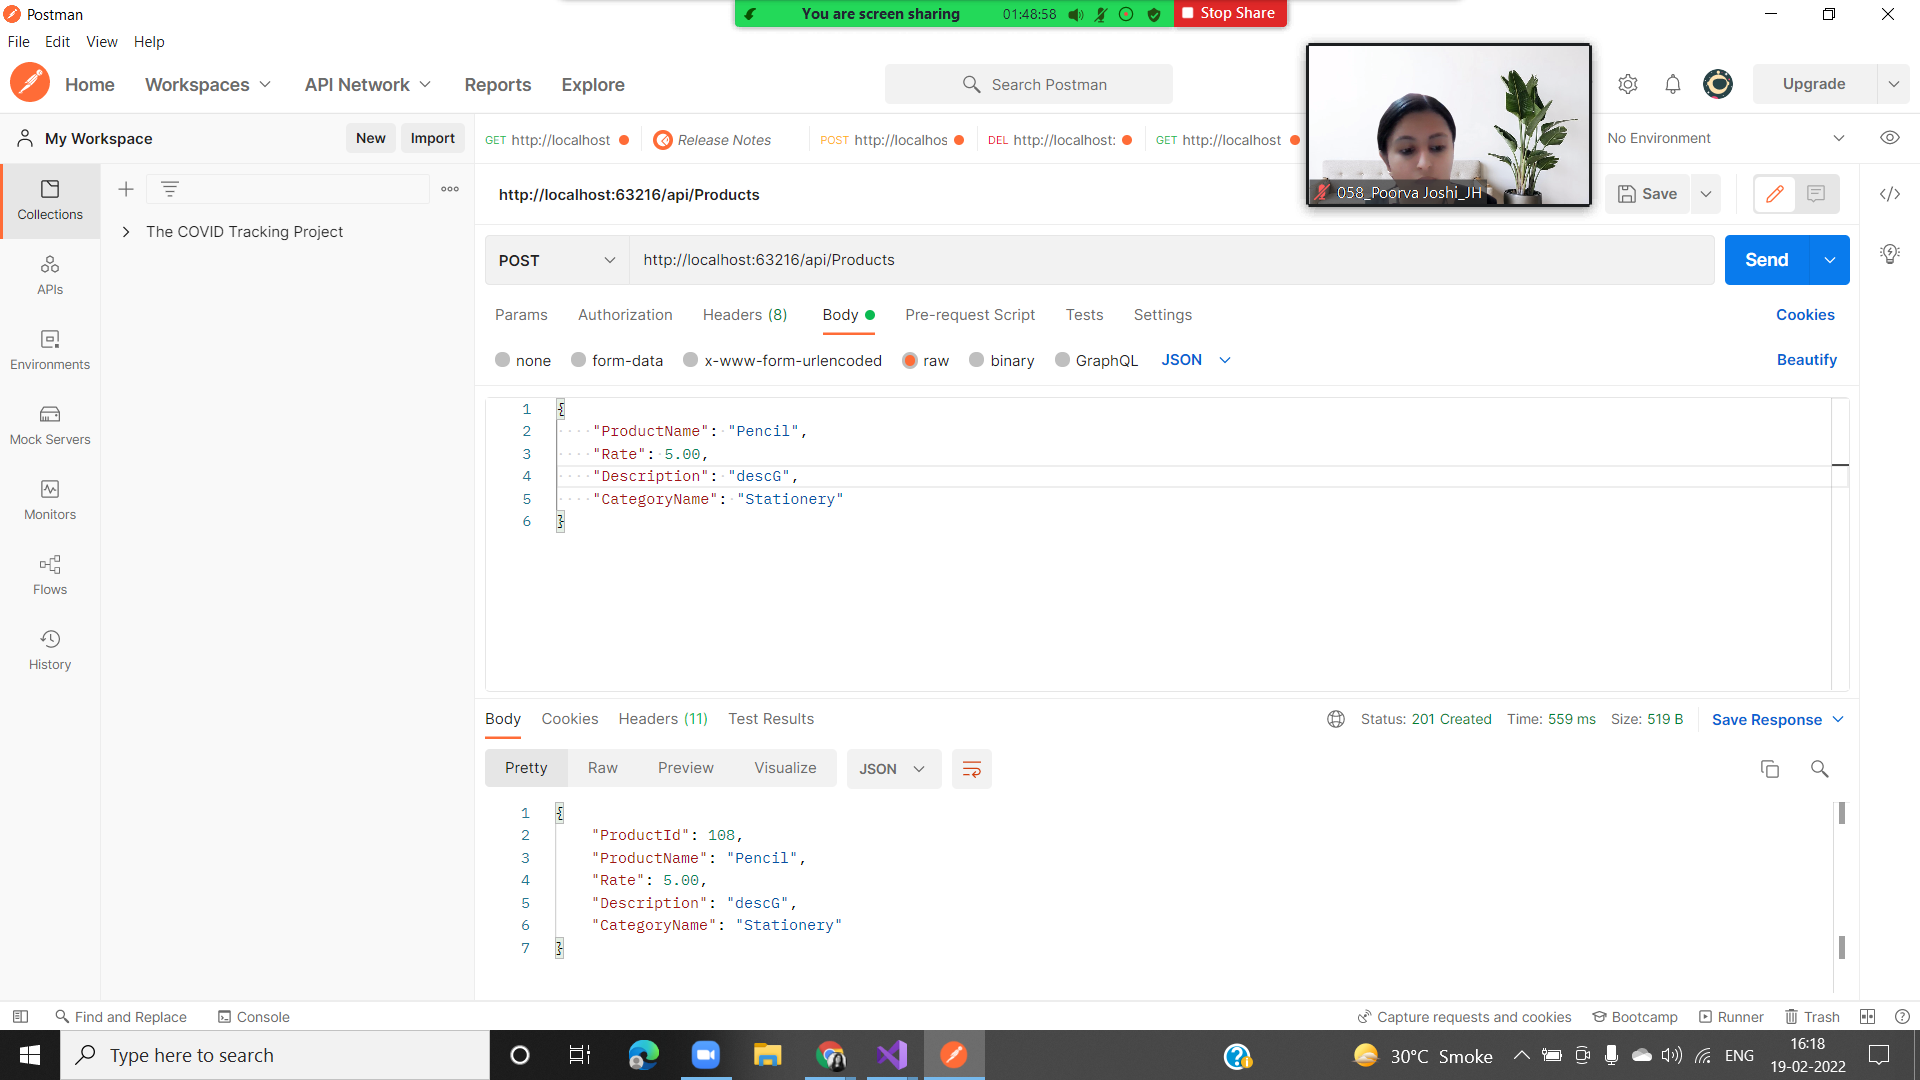 Postman
You are screen sharing 01:48:58 Stop Share
File Edit View Help
Home Workspaces API Network Reports Explore
Search Postman
Upgrade
058_Poorva Joshi_JH
My Workspace New Import
GET http://localhost Release Notes POST http://localhos DEL http://localhost: GET http://localhost
No Environment
http://localhost:63216/api/Products
Save
</>
Collections
APIs
Environments
Mock Servers
Monitors
Flows
History
The COVID Tracking Project
POST http://localhost:63216/api/Products Send
Params Authorization Headers (8) Body Pre-request Script Tests Settings Cookies
none form-data x-www-form-urlencoded raw binary GraphQL JSON Beautify
1 {
2 "ProductName": "Pencil",
3 "Rate": 5.00,
4 "Description": "descG",
5 "CategoryName": "Stationery"
6 }
Body Cookies Headers (11) Test Results
Status: 201 Created Time: 559 ms Size: 519 B Save Response
Pretty Raw Preview Visualize JSON
1 {
2 "ProductId": 108,
3 "ProductName": "Pencil",
4 "Rate": 5.00,
5 "Description": "descG",
6 "CategoryName": "Stationery"
7 }
Find and Replace Console
Capture requests and cookies Bootcamp Runner Trash
Type here to search
30°C Smoke
ENG
16:18
19-02-2022